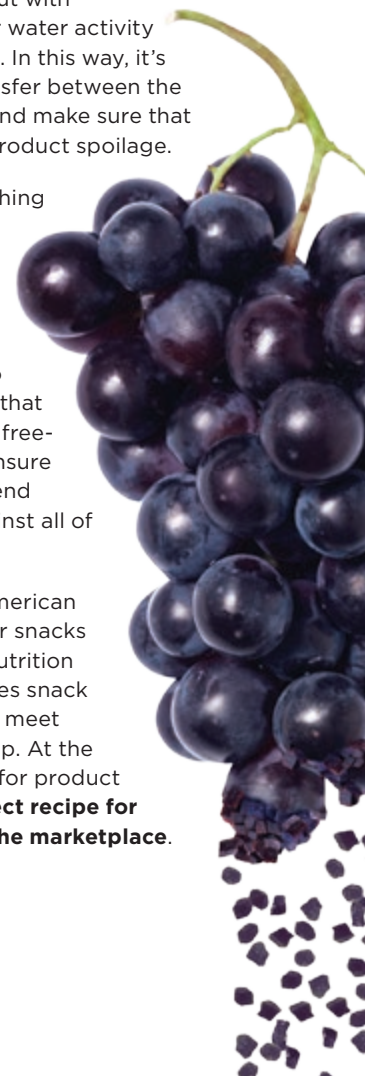 water activity
. In this way, it's
sfer between the
nd make sure that
roduct spoilage.
hing
that
free-
nsure
end
nst all of
merican
r snacks
utrition
es snack
meet
p. At the
for product
ect recipe for
he marketplace.